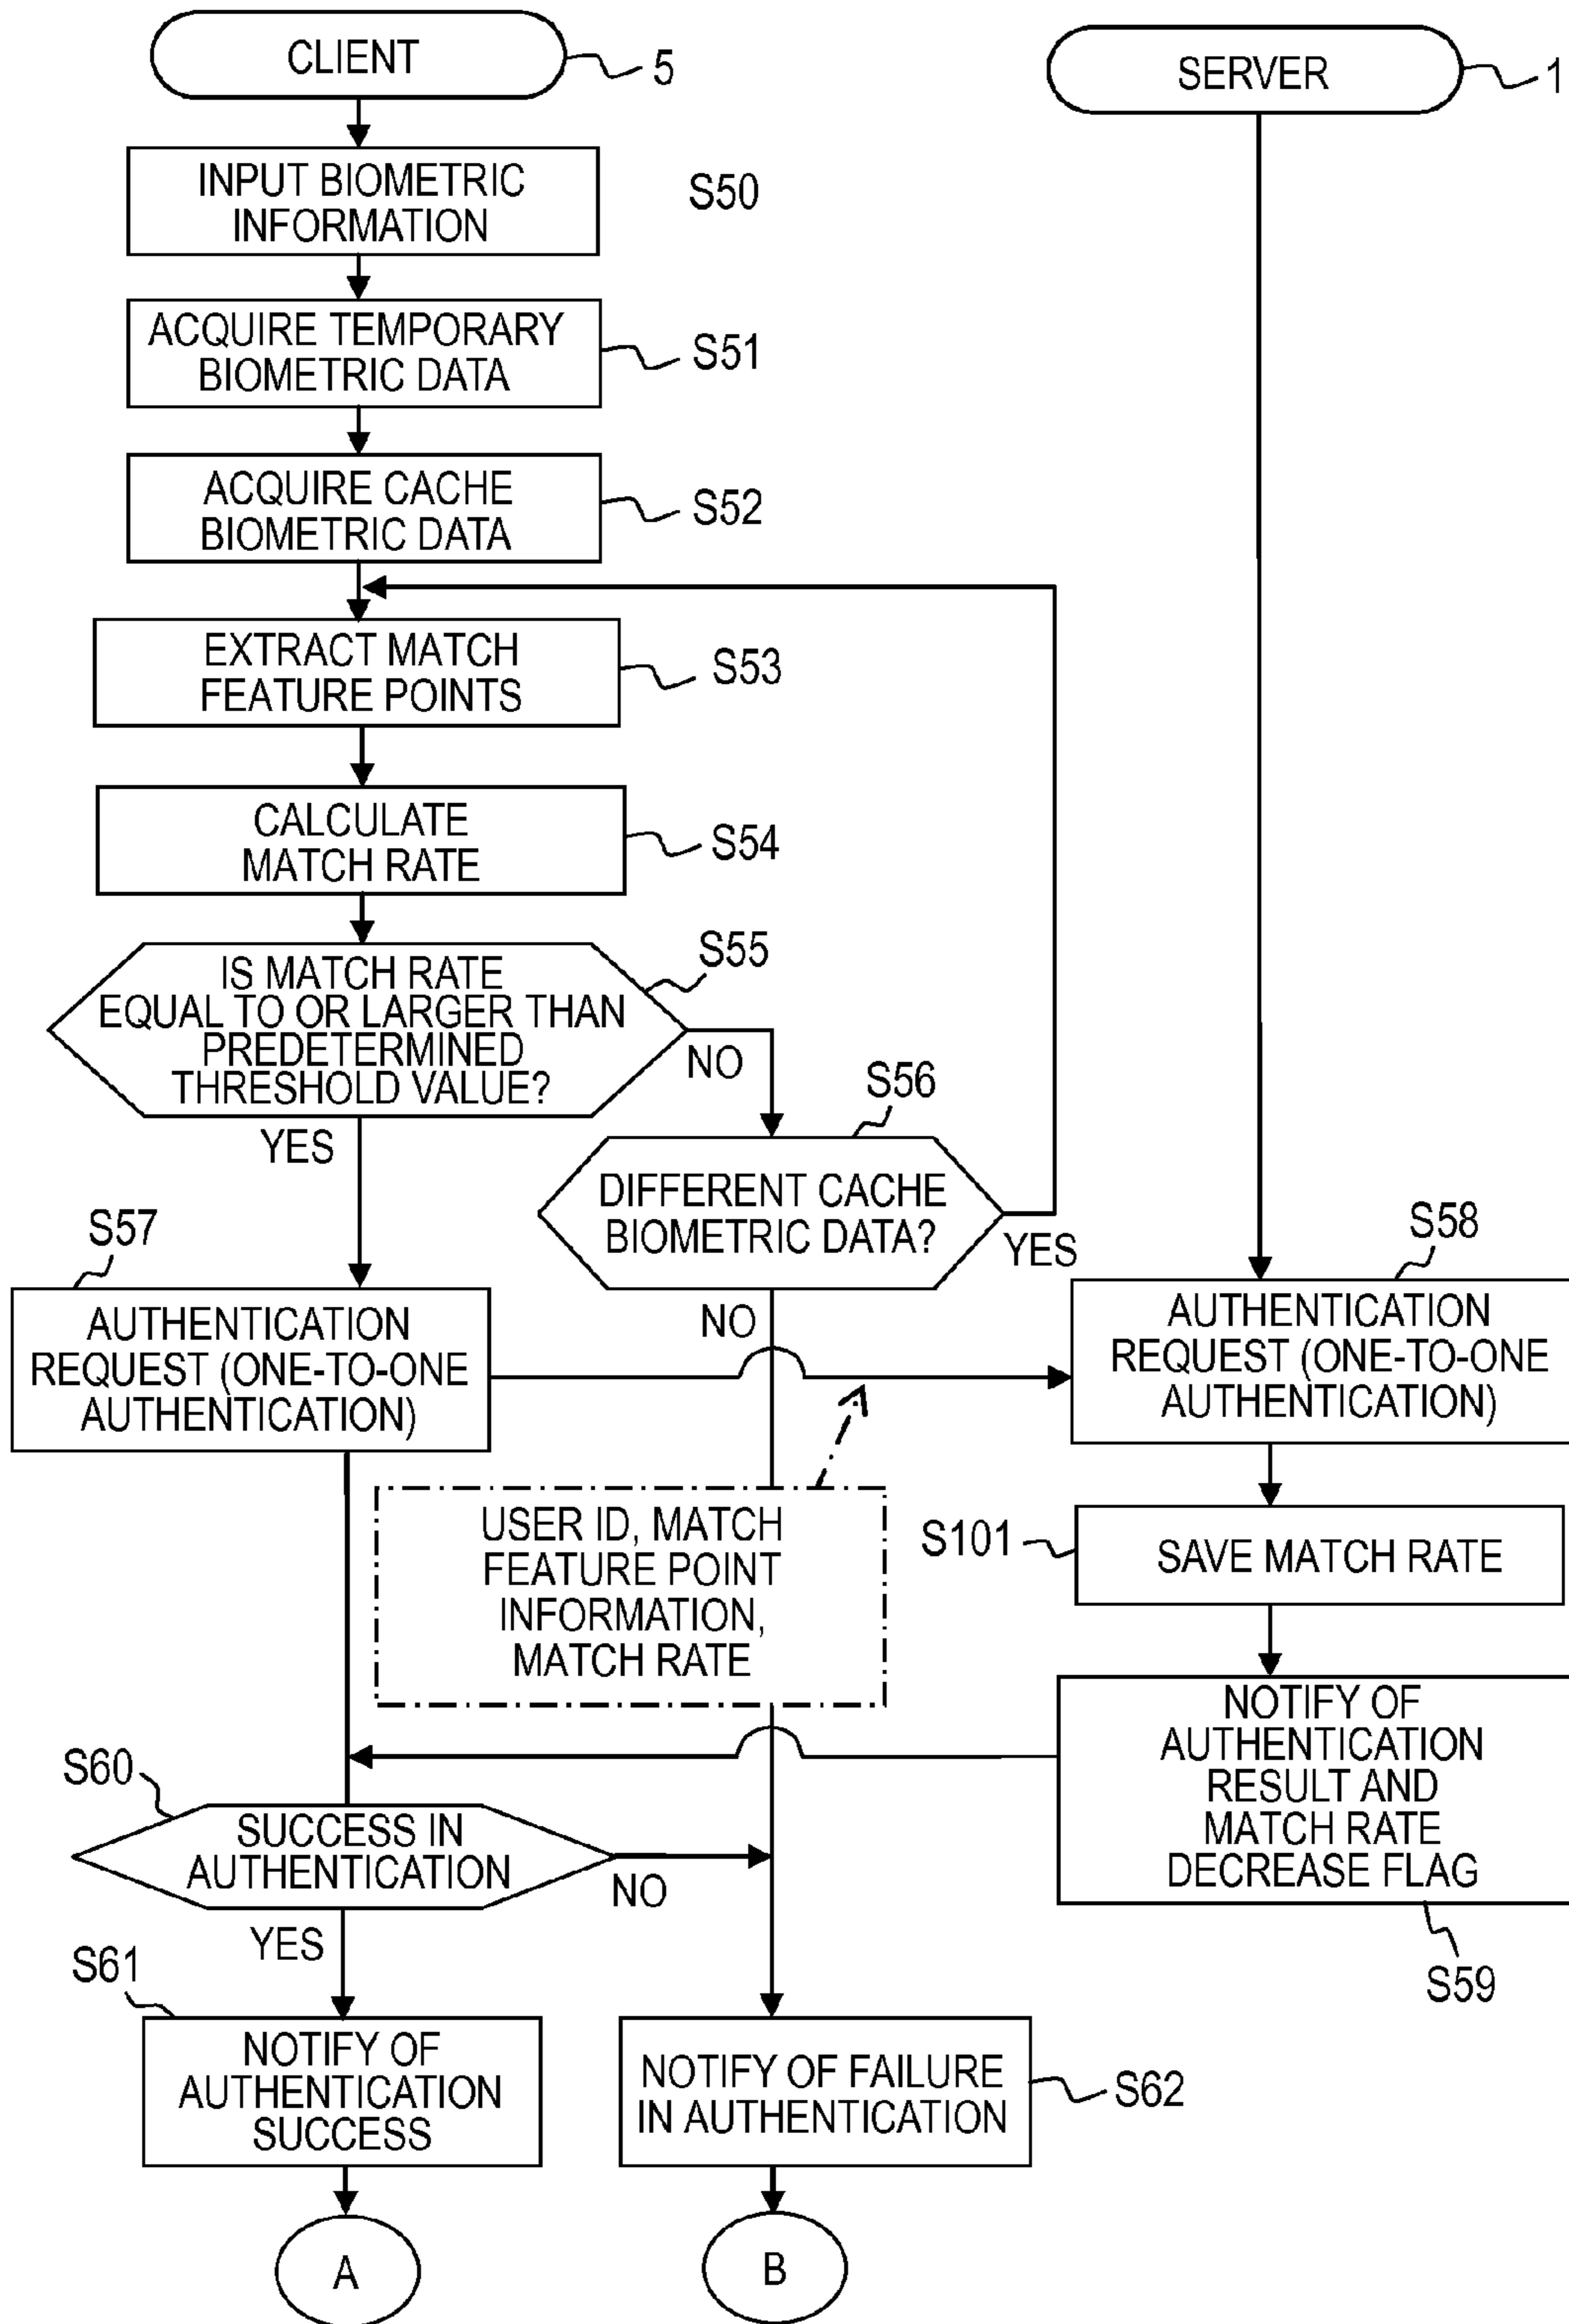 CLIENT
5
SERVER
1
INPUT BIOMETRIC
INFORMATION
S50
ACQUIRE TEMPORARY
BIOMETRIC DATA
S51
ACQUIRE CACHE
BIOMETRIC DATA
S52
EXTRACT MATCH
FEATURE POINTS
S53
CALCULATE
MATCH RATE
S54
IS MATCH RATE
EQUAL TO OR LARGER THAN
PREDETERMINED
THRESHOLD VALUE?
S55
NO
YES
S56
DIFFERENT CACHE
BIOMETRIC DATA?
YES
NO
S57
AUTHENTICATION
REQUEST (ONE-TO-ONE
AUTHENTICATION)
S58
AUTHENTICATION
REQUEST (ONE-TO-ONE
AUTHENTICATION)
USER ID, MATCH
FEATURE POINT
INFORMATION,
MATCH RATE
S101
SAVE MATCH RATE
NOTIFY OF
AUTHENTICATION
RESULT AND
MATCH RATE
DECREASE FLAG
S59
S60
SUCCESS IN
AUTHENTICATION
NO
YES
S61
NOTIFY OF
AUTHENTICATION
SUCCESS
NOTIFY OF FAILURE
IN AUTHENTICATION
S62
A
B